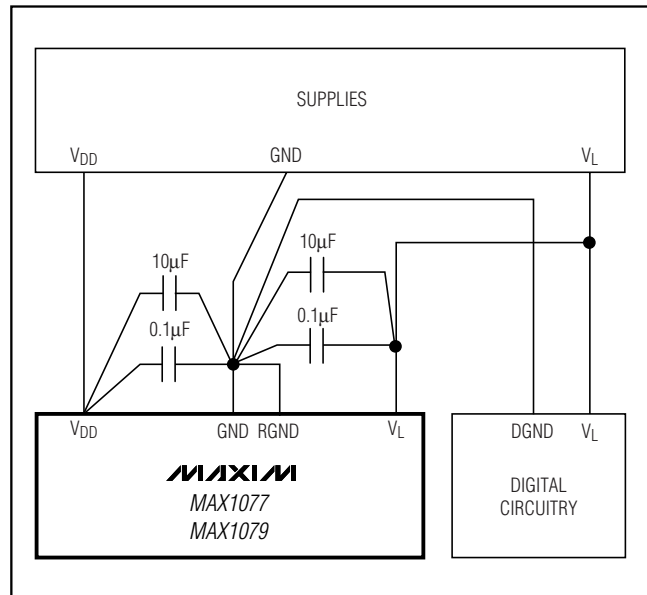 SUPPLIES
VDD GND VL
10μF
10μF
0.1μF
0.1μF
VDD GND RGND VL
DGND VL
MAXIM
MAX1077
MAX1079
DIGITAL
CIRCUITRY